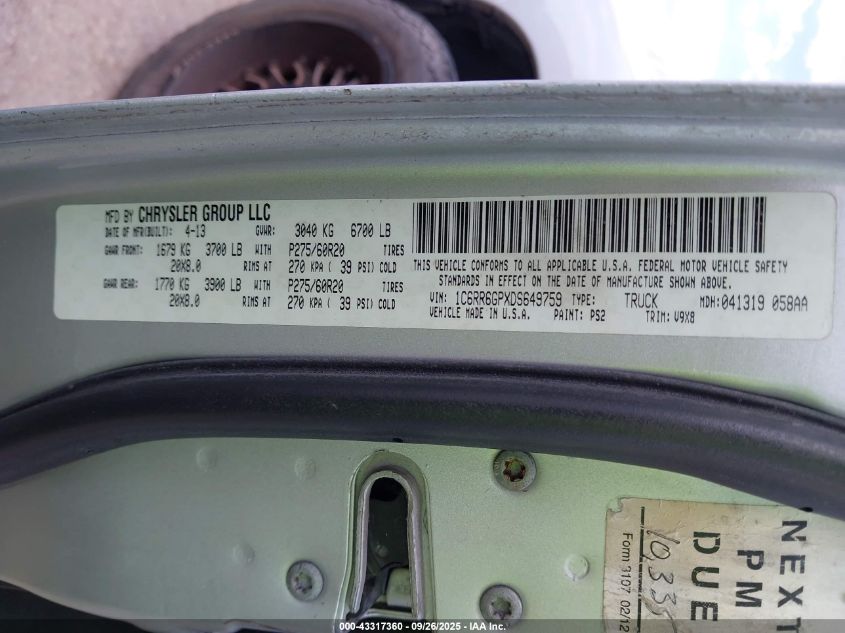 MFD BY CHRYSLER GROUP LLC
DATE OF MFR(BUILT): 4-13 GVWR: 3040 KG 6700 LB
GAWR FRONT: 1679 KG 3700 LB WITH P275/60R20 TIRES
20X8.0 RIMS AT 270 KPA ( 39 PSI) COLD
GAWR REAR: 1770 KG 3900 LB WITH P275/60R20 TIRES
20X8.0 RIMS AT 270 KPA ( 39 PSI) COLD
THIS VEHICLE CONFORMS TO ALL APPLICABLE U.S.A. FEDERAL MOTOR VEHICLE SAFETY
STANDARDS IN EFFECT ON THE DATE OF MANUFACTURE SHOWN ABOVE.
VIN: 1C6RR6GPXDS649759 TYPE: TRUCK MDH:041319 058AA
VEHICLE MADE IN U.S.A. PAINT: PS2 TRIM: V9X8
NEXT
PM
DUE
Form 3107 02/12
000-43317360 - 09/26/2025 - IAA Inc.